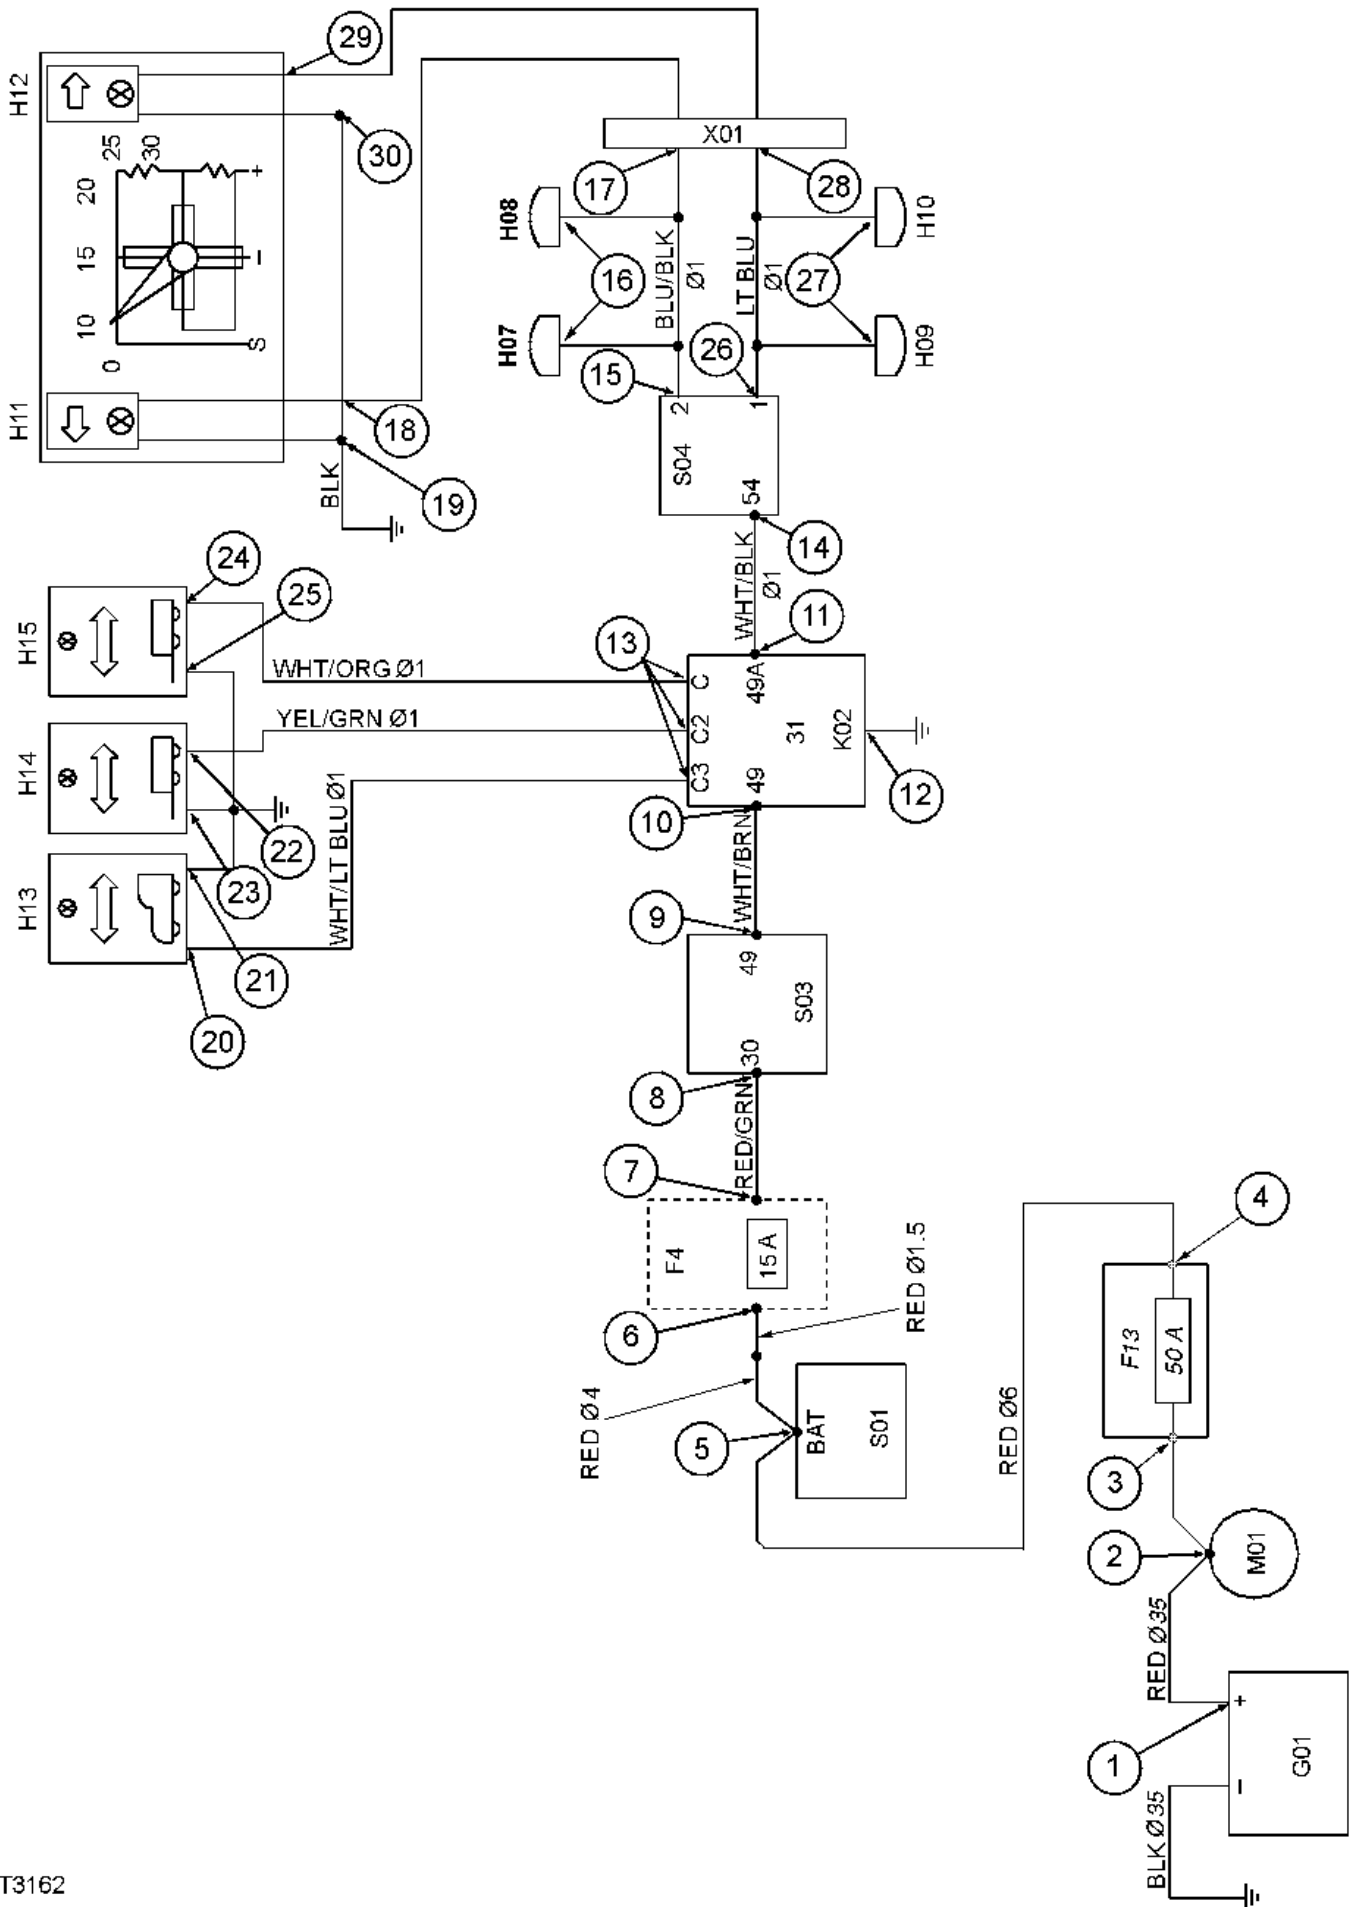 H12
29
25
30
20
15
10
0
S
+
–
30
X01
17
28
H08
H10
16
BLU/BLK
Ø1
LT BLU
Ø1
27
H07
H09
26
15
2
1
S04
54
H11
18
BLK
19
14
WHT/BLK
Ø1
24
25
H15
WHT/ORG Ø1
13
11
C
49A
YEL/GRN Ø1
C2
31
K02
H14
C3
49
12
22
10
WHT/LT BLU Ø1
23
WHT/BRN
H13
21
9
20
49
S03
30
8
RED/GRN
7
4
F4
15 A
RED Ø1.5
6
F13
50 A
RED Ø4
BAT
S01
5
RED Ø6
3
2
M01
RED Ø35
1
+
–
G01
BLK Ø35
T3162